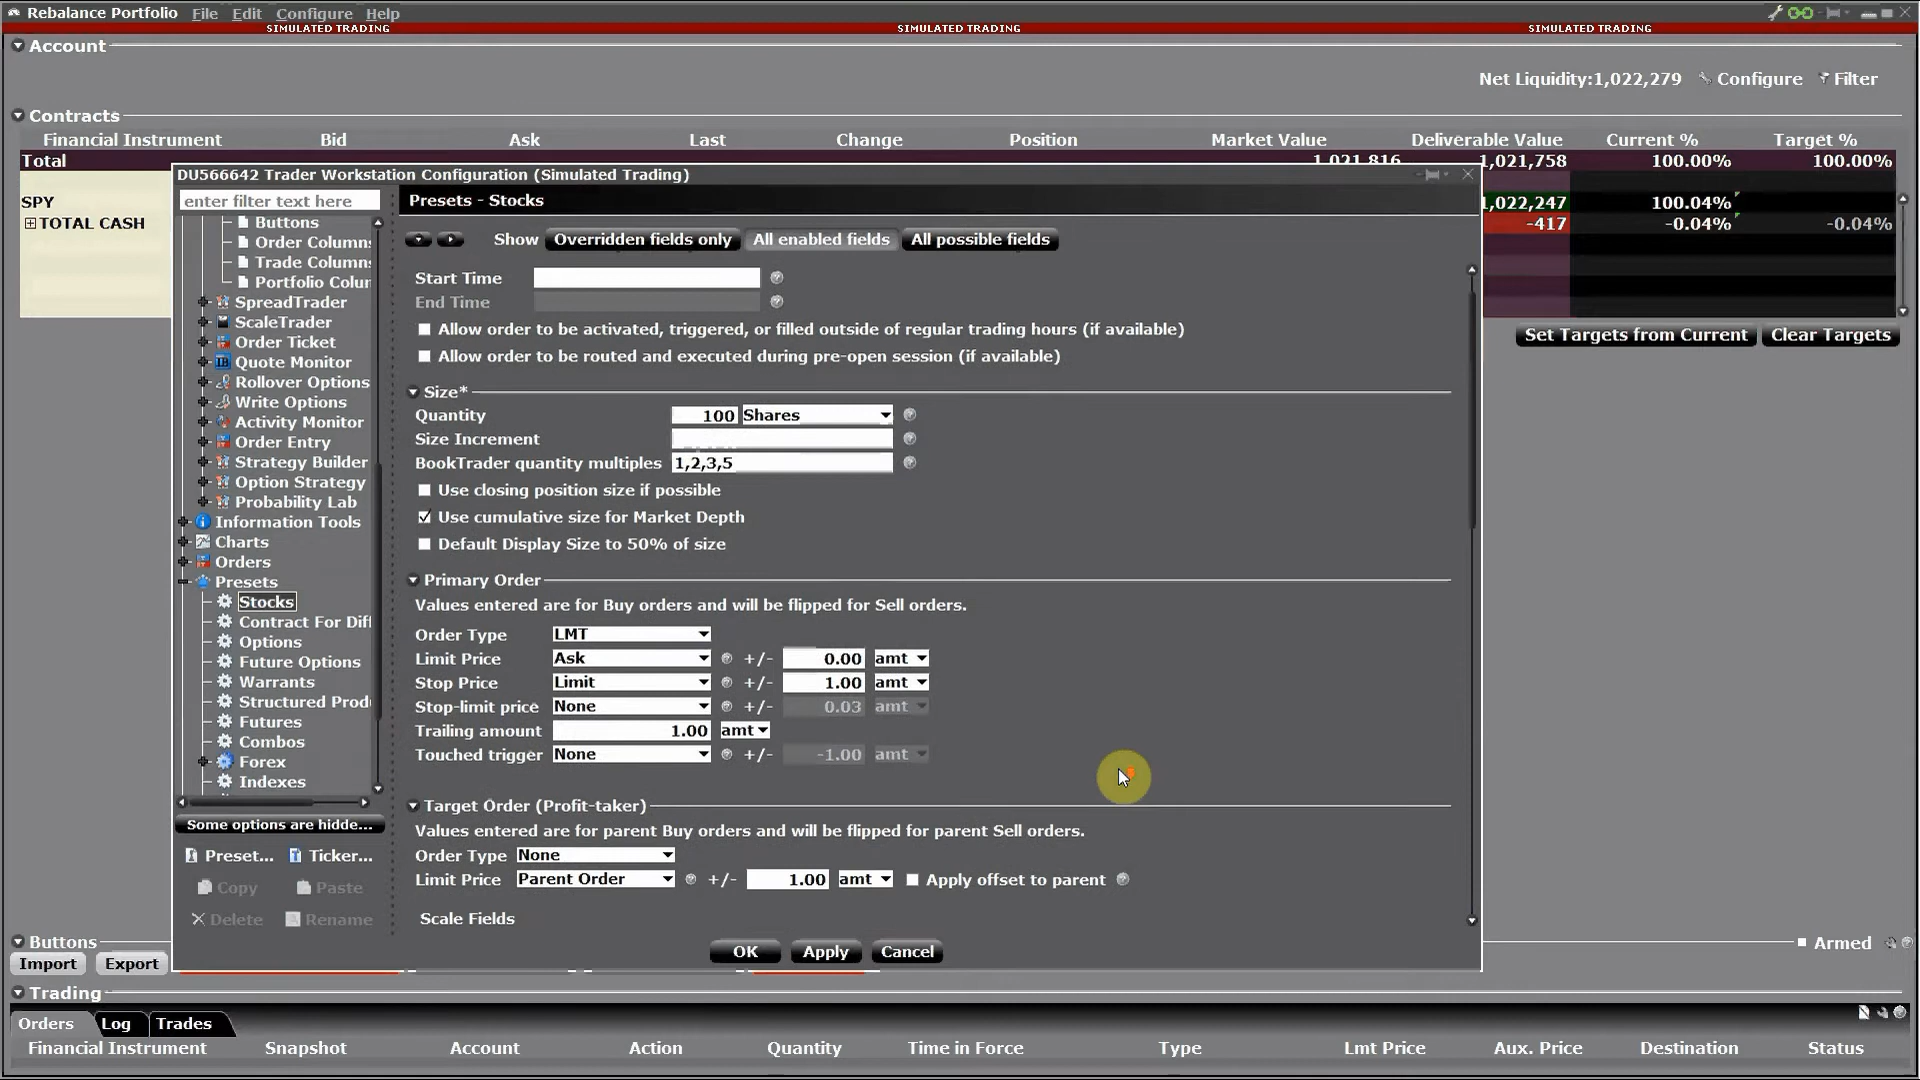 Rebalance Portfolio File Edit Configure Help
SIMULATED TRADING SIMULATED TRADING SIMULATED TRADING
Account
Net Liquidity:1,022,279 Configure Filter
Contracts
Financial Instrument Bid Ask Last Change Position Market Value Deliverable Value Current % Target %
Total 1,021,816 1,021,758 100.00% 100.00%
SPY 1,022,247 100.04%
TOTAL CASH -417 -0.04% -0.04%
Set Targets from Current Clear Targets
DU566642 Trader Workstation Configuration (Simulated Trading)
enter filter text here
Buttons
Order Columns
Trade Columns
Portfolio Colur
SpreadTrader
ScaleTrader
Order Ticket
Quote Monitor
Rollover Options
Write Options
Activity Monitor
Order Entry
Strategy Builder
Option Strategy
Probability Lab
Information Tools
Charts
Orders
Presets
Stocks
Contract For Diff
Options
Future Options
Warrants
Structured Prod
Futures
Combos
Forex
Indexes
Some options are hidde...
Preset... Ticker...
Copy Paste
Delete Rename
Presets - Stocks
Show Overridden fields only All enabled fields All possible fields
Start Time
End Time
Allow order to be activated, triggered, or filled outside of regular trading hours (if available)
Allow order to be routed and executed during pre-open session (if available)
Size*
Quantity 100 Shares
Size Increment
BookTrader quantity multiples 1,2,3,5
Use closing position size if possible
Use cumulative size for Market Depth
Default Display Size to 50% of size
Primary Order
Values entered are for Buy orders and will be flipped for Sell orders.
Order Type LMT
Limit Price Ask +/- 0.00 amt
Stop Price Limit +/- 1.00 amt
Stop-limit price None +/- 0.03 amt
Trailing amount 1.00 amt
Touched trigger None +/- -1.00 amt
Target Order (Profit-taker)
Values entered are for parent Buy orders and will be flipped for parent Sell orders.
Order Type None
Limit Price Parent Order +/- 1.00 amt Apply offset to parent
Scale Fields
OK Apply Cancel
Buttons Armed
Import Export
Trading
Orders Log Trades
Financial Instrument Snapshot Account Action Quantity Time in Force Type Lmt Price Aux. Price Destination Status